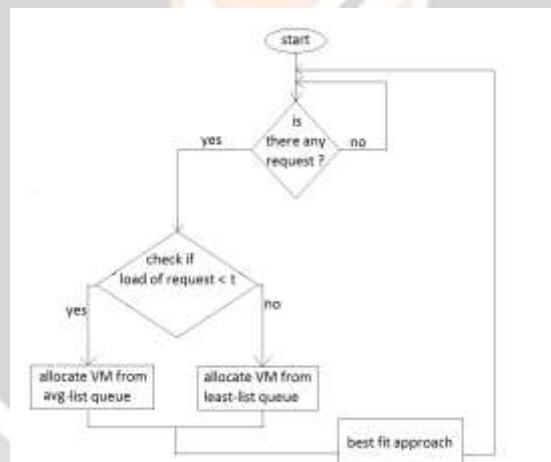 start
is
there any
request ?
yes
no
check if
load of request < t
yes
no
allocate VM from
avg-list queue
allocate VM from
least-list queue
best fit approach